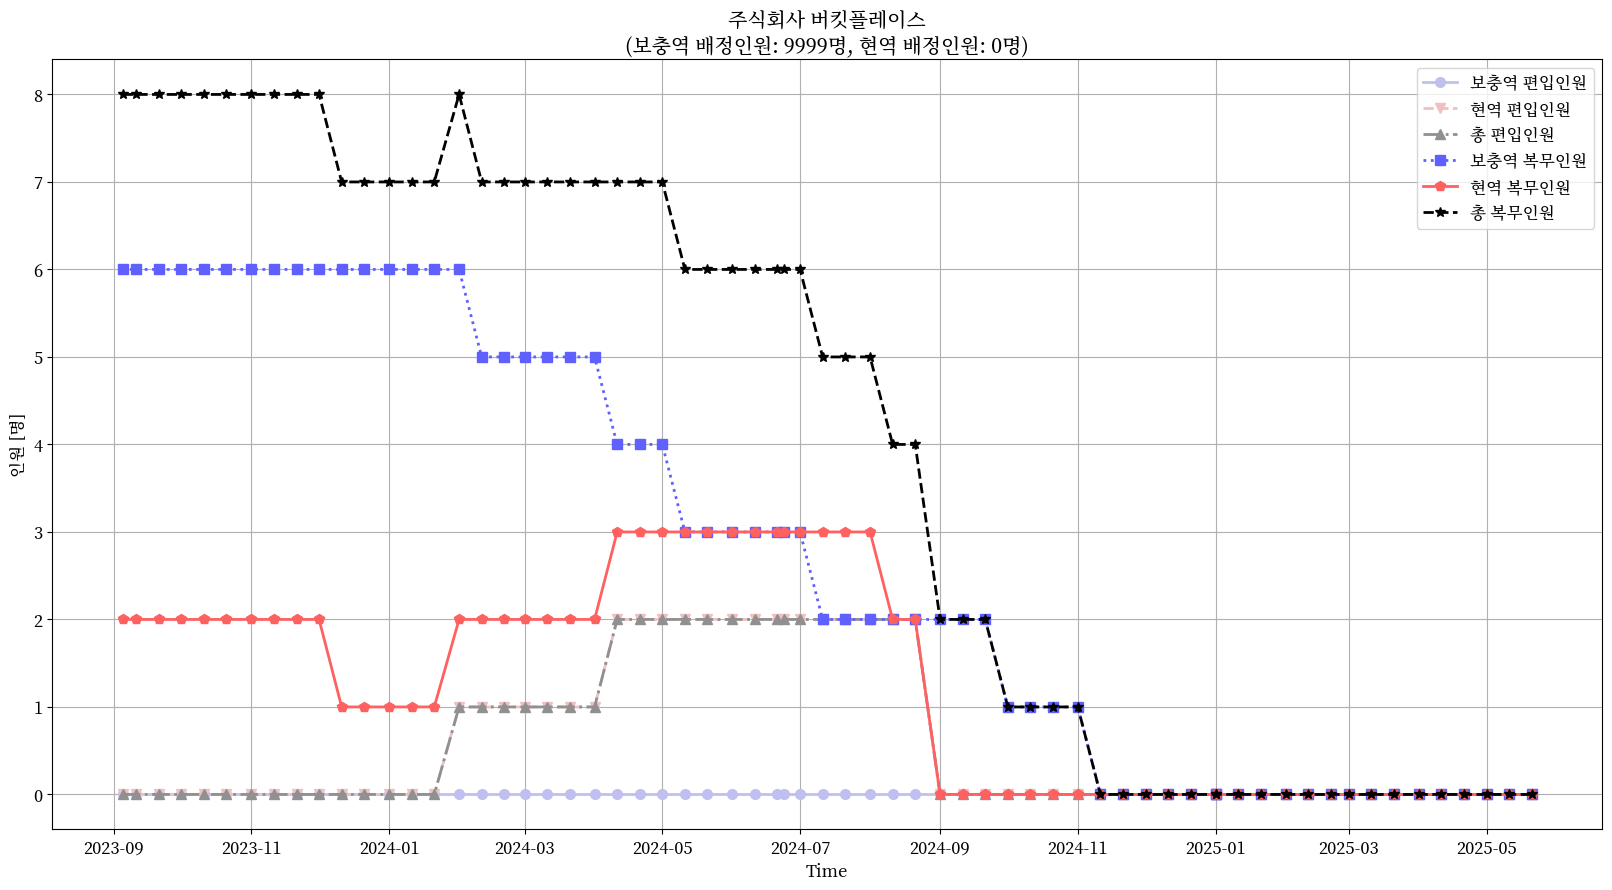 주식회사 버킷플레이스
(보충역 배정인원: 9999명, 현역 배정인원: 0명)
보충역 편입인원
현역 편입인원
총 편입인원
보충역 복무인원
현역 복무인원
총 복무인원
인원 [명]
8
7
6
5
4
3
2
1
0
2023-09 2023-11 2024-01 2024-03 2024-05 2024-07 2024-09 2024-11 2025-01 2025-03 2025-05
Time